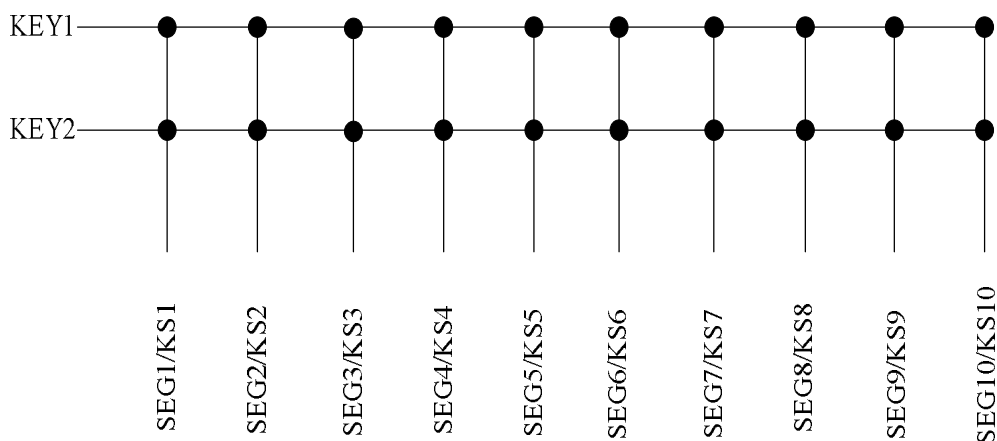 KEY1
KEY2
SEG1/KS1
SEG2/KS2
SEG3/KS3
SEG4/KS4
SEG5/KS5
SEG6/KS6
SEG7/KS7
SEG8/KS8
SEG9/KS9
SEG10/KS10